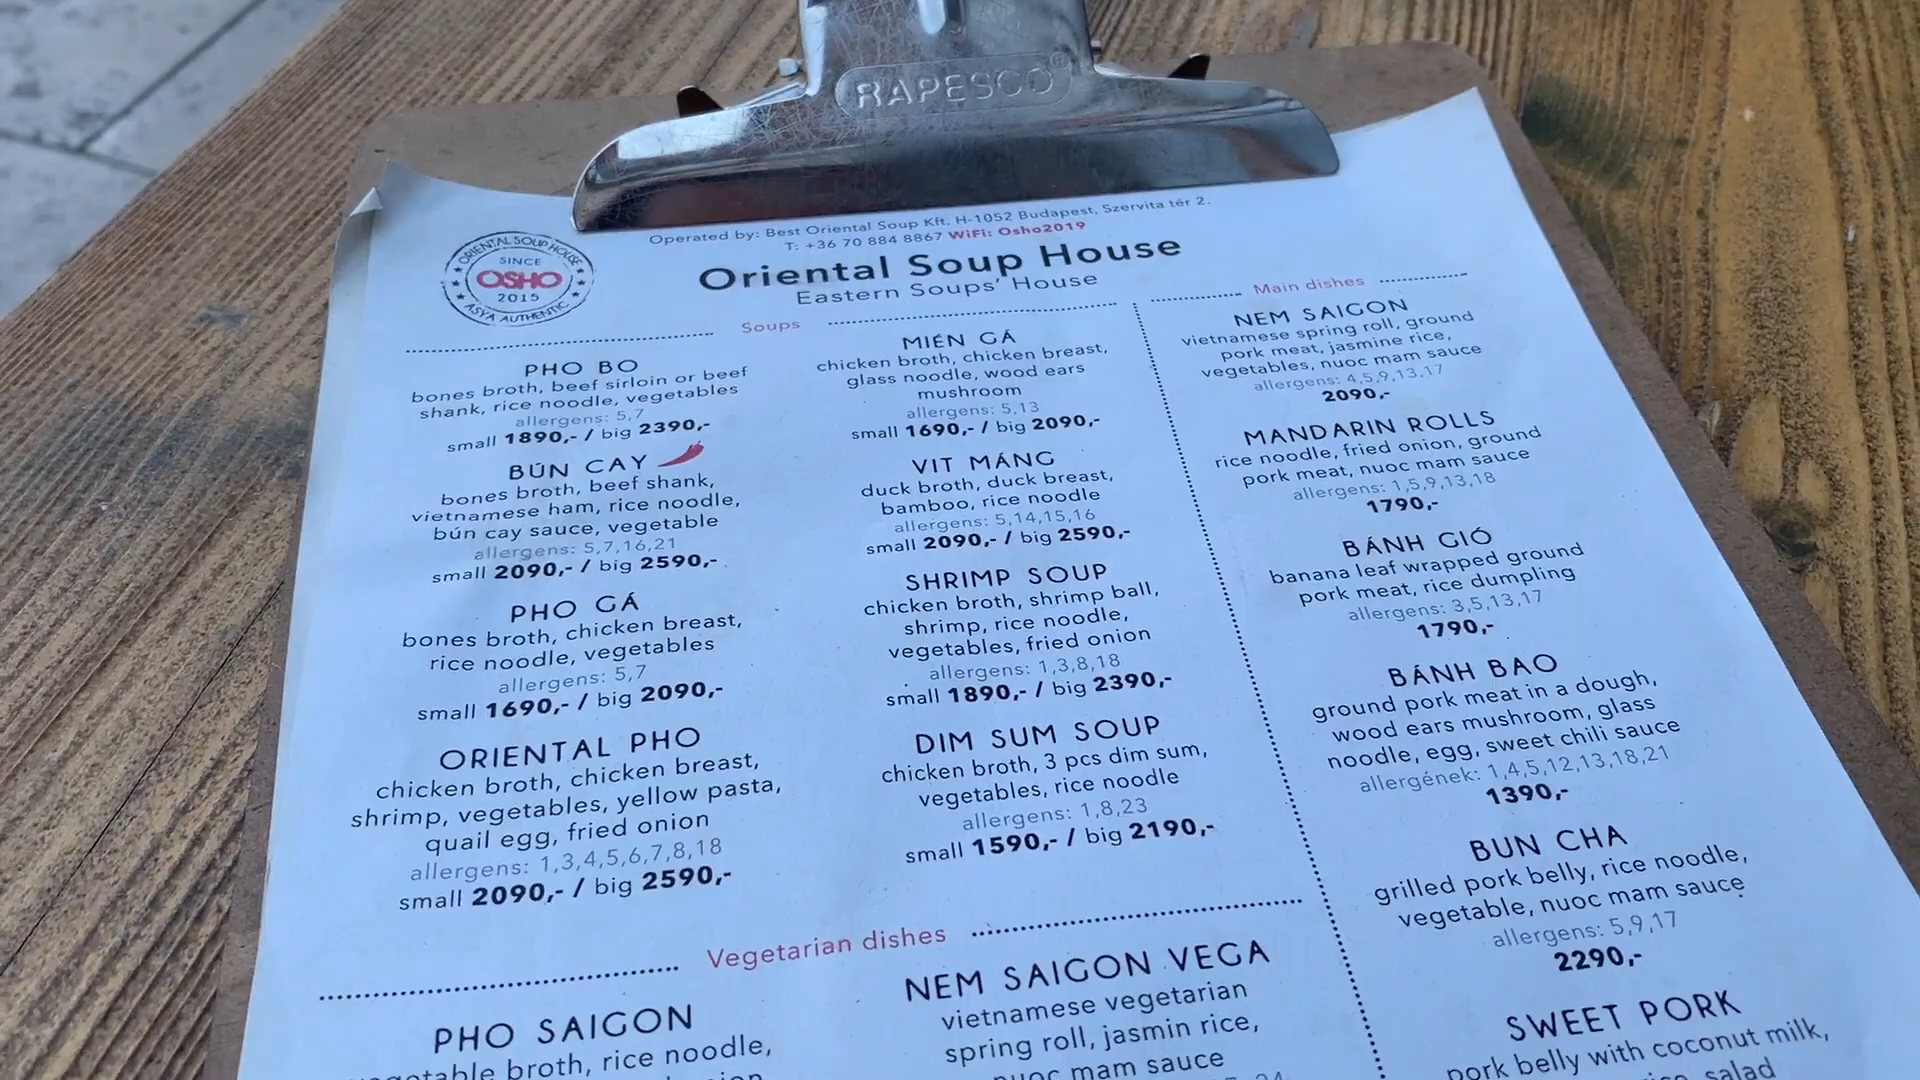 RAPESCO®
Operated by: Best Oriental Soup Kft. H-1052 Budapest, Szervita tér 2.
T: +36 70 884 8867 WiFi: Osho2019
Oriental Soup House
Eastern Soups' House
ORIENTAL SOUP HOUSE
SINCE
OSHO
2015
ASYA AUTHENTIC
Soups
PHO BO
bones broth, beef sirloin or beef
shank, rice noodle, vegetables
allergens: 5,7
small 1890,- / big 2390,-
BÚN CAY
bones broth, beef shank,
vietnamese ham, rice noodle,
bún cay sauce, vegetable
allergens: 5,7,16,21
small 2090,- / big 2590,-
PHO GÁ
bones broth, chicken breast,
rice noodle, vegetables
allergens: 5,7
small 1690,- / big 2090,-
ORIENTAL PHO
chicken broth, chicken breast,
shrimp, vegetables, yellow pasta,
quail egg, fried onion
allergens: 1,3,4,5,6,7,8,18
small 2090,- / big 2590,-
MIÉN GÁ
chicken broth, chicken breast,
glass noodle, wood ears
mushroom
allergens: 5,13
small 1690,- / big 2090,-
VIT MÁNG
duck broth, duck breast,
bamboo, rice noodle
allergens: 5,14,15,16
small 2090,- / big 2590,-
SHRIMP SOUP
chicken broth, shrimp ball,
shrimp, rice noodle,
vegetables, fried onion
allergens: 1,3,8,18
small 1890,- / big 2390,-
DIM SUM SOUP
chicken broth, 3 pcs dim sum,
vegetables, rice noodle
allergens: 1,8,23
small 1590,- / big 2190,-
Main dishes
NEM SAIGON
vietnamese spring roll, ground
pork meat, jasmine rice,
vegetables, nuoc mam sauce
allergens: 4,5,9,13,17
2090,-
MANDARIN ROLLS
rice noodle, fried onion, ground
pork meat, nuoc mam sauce
allergens: 1,5,9,13,18
1790,-
BÁNH GIÓ
banana leaf wrapped ground
pork meat, rice dumpling
allergens: 3,5,13,17
1790,-
BÁNH BAO
ground pork meat in a dough,
wood ears mushroom, glass
noodle, egg, sweet chili sauce
allergének: 1,4,5,12,13,18,21
1390,-
BUN CHA
grilled pork belly, rice noodle,
vegetable, nuoc mam sauce
allergens: 5,9,17
2290,-
SWEET PORK
pork belly with coconut milk,
salad
Vegetarian dishes
PHO SAIGON
broth, rice noodle,
NEM SAIGON VEGA
vietnamese vegetarian
spring roll, jasmin rice,
nuoc mam sauce